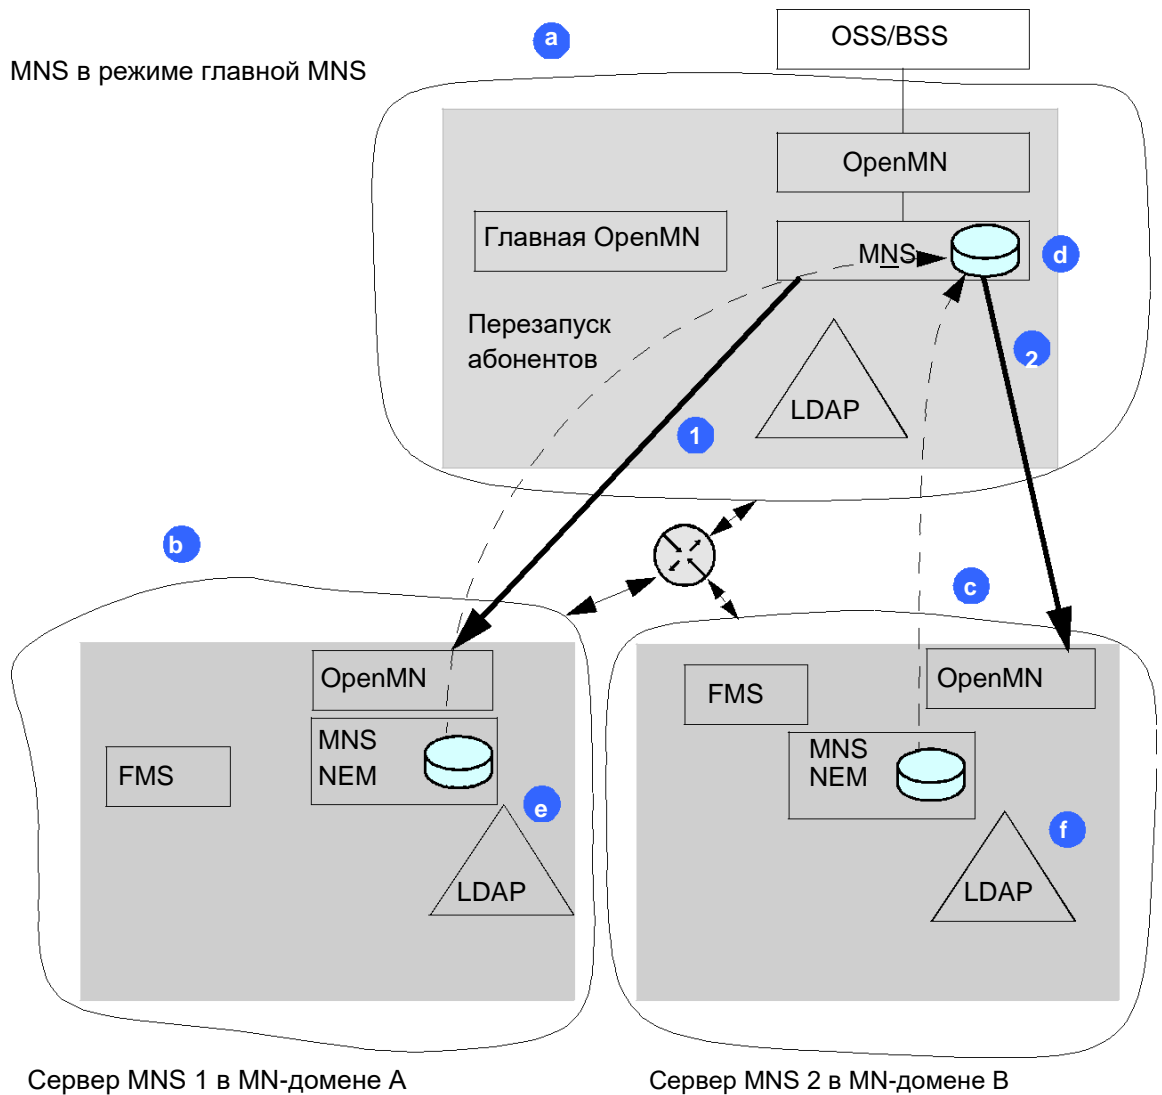 a
OSS/BSS
MNS в режиме главной MNS
OpenMN
Главная OpenMN
MNS
d
Перезапуск
абонентов
2
LDAP
1
b
c
OpenMN
FMS
OpenMN
MNS
NEM
FMS
MNS
NEM
e
f
LDAP
LDAP
Сервер MNS 1 в MN-домене A
Сервер MNS 2 в MN-домене B